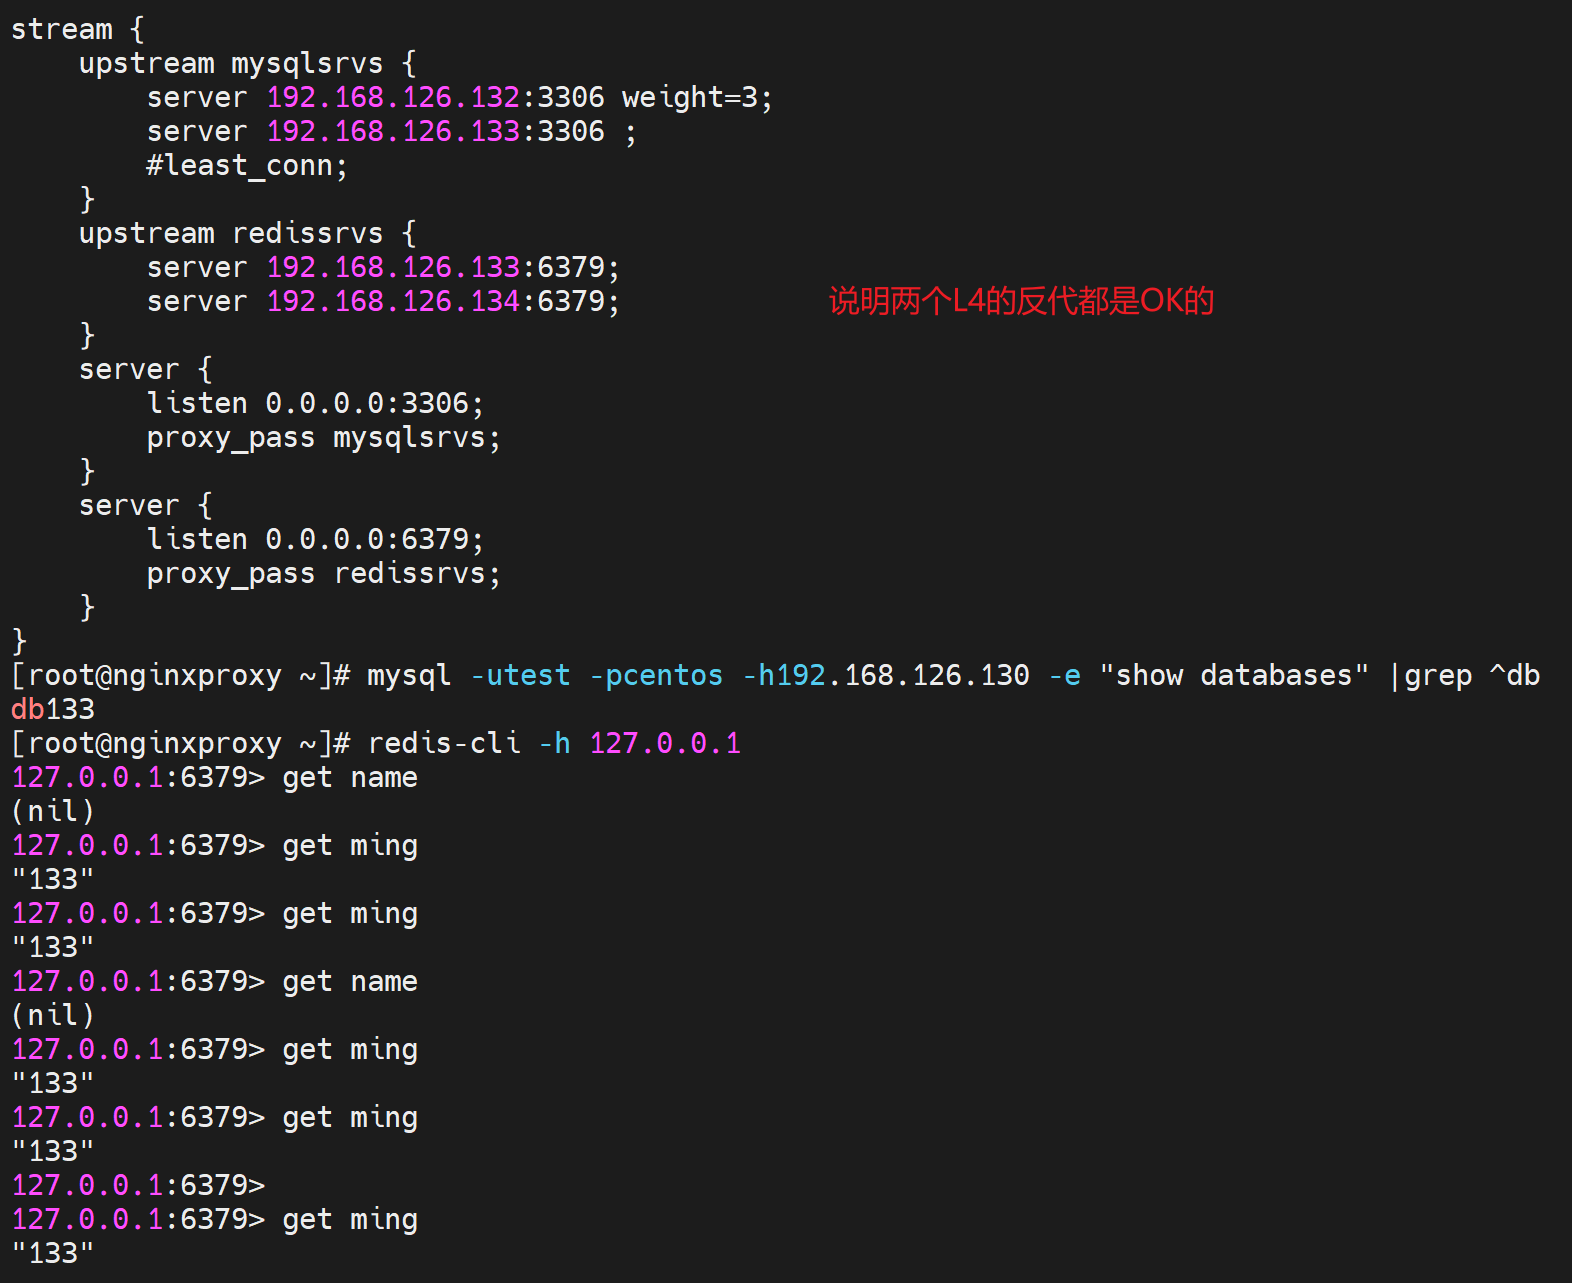 stream {
    upstream mysqlsrvs {
        server 192.168.126.132:3306 weight=3;
        server 192.168.126.133:3306 ;
        #least_conn;
    }
    upstream redissrvs {
        server 192.168.126.133:6379;
        server 192.168.126.134:6379;
说明两个L4的反代都是OK的
    }
    server {
        listen 0.0.0.0:3306;
        proxy_pass mysqlsrvs;
    }
    server {
        listen 0.0.0.0:6379;
        proxy_pass redissrvs;
    }
}
[root@nginxproxy ~]# mysql -utest -pcentos -h192.168.126.130 -e "show databases" |grep ^db
db133
[root@nginxproxy ~]# redis-cli -h 127.0.0.1
127.0.0.1:6379> get name
(nil)
127.0.0.1:6379> get ming
"133"
127.0.0.1:6379> get ming
"133"
127.0.0.1:6379> get name
(nil)
127.0.0.1:6379> get ming
"133"
127.0.0.1:6379> get ming
"133"
127.0.0.1:6379>
127.0.0.1:6379> get ming
"133"